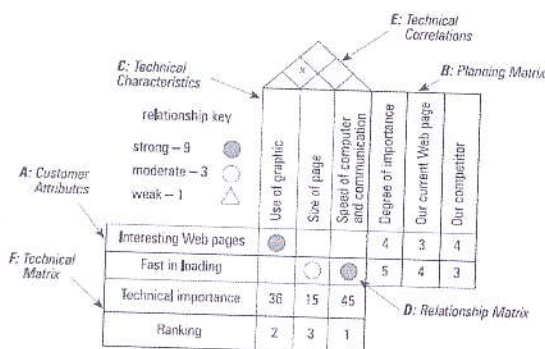 E: Technical
Correlations
C: Technical
Characteristics
B: Planning Matrix
x
relationship key
strong – 9
moderate – 3
weak – 1
A: Customer
Attributes
F: Technical
Matrix
Use of graphic
Size of page
Speed of computer
and communication
Degree of importance
Our current Web page
Our competitor
Interesting Web pages 4 3 4
Fast in loading 5 4 3
Technical importance 36 15 45
Ranking 2 3 1
D: Relationship Matrix